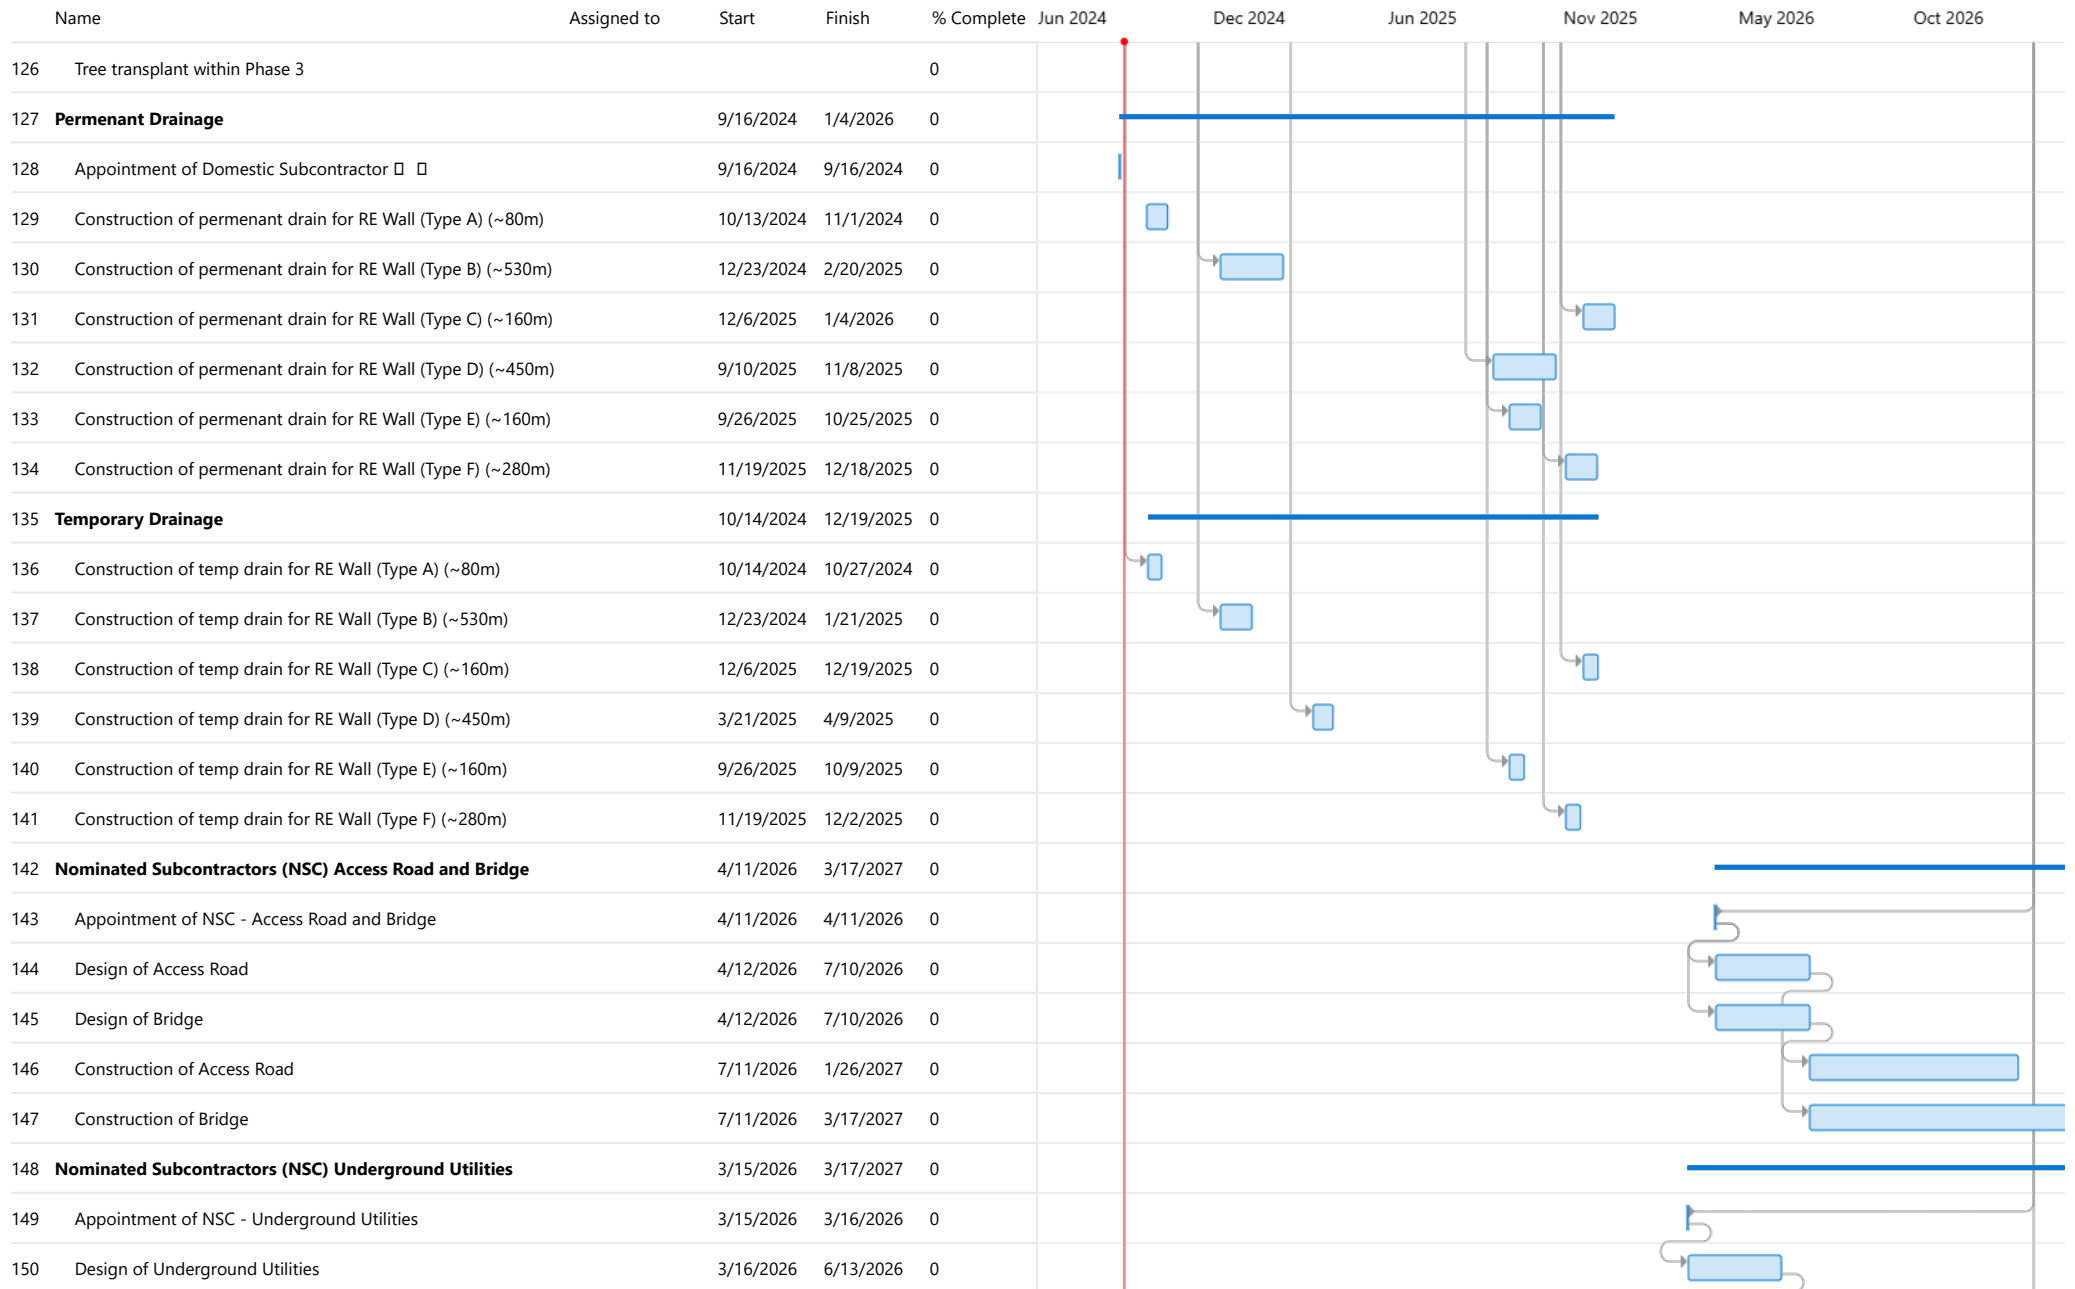 Name Assigned to Start Finish % Complete Jun 2024 Dec 2024 Jun 2025 Nov 2025 May 2026 Oct 2026
126 Tree transplant within Phase 3 0
127 Permenant Drainage 9/16/2024 1/4/2026 0
128 Appointment of Domestic Subcontractor 9/16/2024 9/16/2024 0
129 Construction of permenant drain for RE Wall (Type A) (~80m) 10/13/2024 11/1/2024 0
130 Construction of permenant drain for RE Wall (Type B) (~530m) 12/23/2024 2/20/2025 0
131 Construction of permenant drain for RE Wall (Type C) (~160m) 12/6/2025 1/4/2026 0
132 Construction of permenant drain for RE Wall (Type D) (~450m) 9/10/2025 11/8/2025 0
133 Construction of permenant drain for RE Wall (Type E) (~160m) 9/26/2025 10/25/2025 0
134 Construction of permenant drain for RE Wall (Type F) (~280m) 11/19/2025 12/18/2025 0
135 Temporary Drainage 10/14/2024 12/19/2025 0
136 Construction of temp drain for RE Wall (Type A) (~80m) 10/14/2024 10/27/2024 0
137 Construction of temp drain for RE Wall (Type B) (~530m) 12/23/2024 1/21/2025 0
138 Construction of temp drain for RE Wall (Type C) (~160m) 12/6/2025 12/19/2025 0
139 Construction of temp drain for RE Wall (Type D) (~450m) 3/21/2025 4/9/2025 0
140 Construction of temp drain for RE Wall (Type E) (~160m) 9/26/2025 10/9/2025 0
141 Construction of temp drain for RE Wall (Type F) (~280m) 11/19/2025 12/2/2025 0
142 Nominated Subcontractors (NSC) Access Road and Bridge 4/11/2026 3/17/2027 0
143 Appointment of NSC - Access Road and Bridge 4/11/2026 4/11/2026 0
144 Design of Access Road 4/12/2026 7/10/2026 0
145 Design of Bridge 4/12/2026 7/10/2026 0
146 Construction of Access Road 7/11/2026 1/26/2027 0
147 Construction of Bridge 7/11/2026 3/17/2027 0
148 Nominated Subcontractors (NSC) Underground Utilities 3/15/2026 3/17/2027 0
149 Appointment of NSC - Underground Utilities 3/15/2026 3/16/2026 0
150 Design of Underground Utilities 3/16/2026 6/13/2026 0